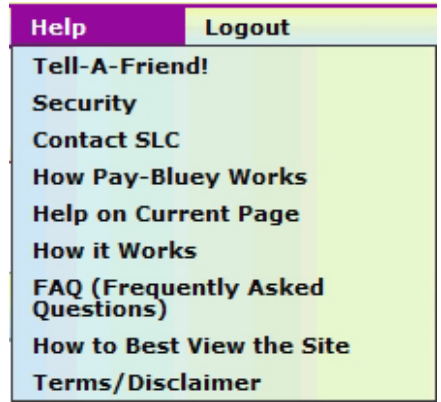 Help Logout
Tell-A-Friend!
Security
Contact SLC
How Pay-Bluey Works
Help on Current Page
How it Works
FAQ (Frequently Asked
Questions)
How to Best View the Site
Terms/Disclaimer